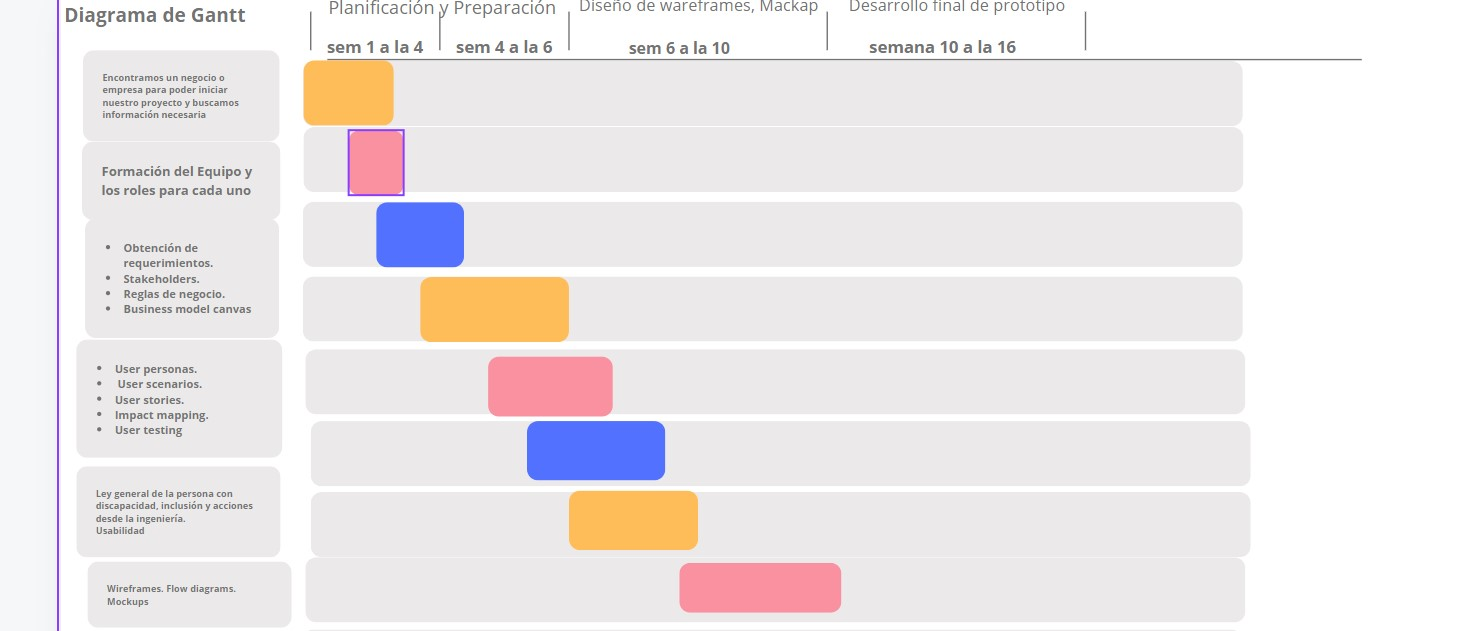 Diagrama de Gantt
Planificación y Preparación
Diseño de wareframes, Mackap
Desarrollo final de prototipo
sem 1 a la 4
sem 4 a la 6
sem 6 a la 10
semana 10 a la 16
Encontramos un negocio o
empresa para poder iniciar
nuestro proyecto y buscamos
información necesaria
Formación del Equipo y
los roles para cada uno
• Obtención de
requerimientos.
• Stakeholders.
• Reglas de negocio.
• Business model canvas
• User personas.
• User scenarios.
• User stories.
• Impact mapping.
• User testing
Ley general de la persona con
discapacidad, inclusión y acciones
desde la ingeniería.
Usabilidad
Wireframes. Flow diagrams.
Mockups